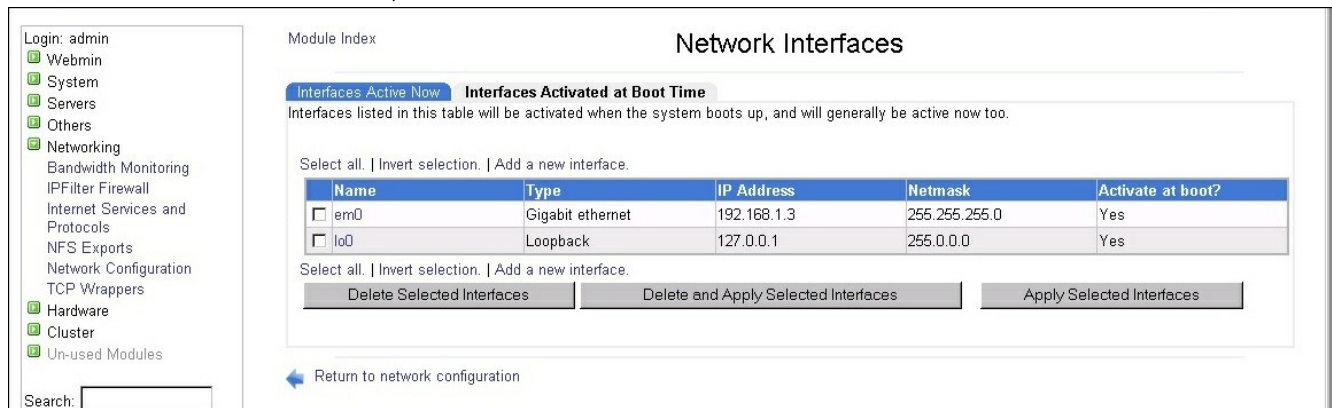 Login: admin
Webmin
System
Servers
Others
Networking
Bandwidth Monitoring
IPFilter Firewall
Internet Services and
Protocols
NFS Exports
Network Configuration
TCP Wrappers
Hardware
Cluster
Un-used Modules
Search:
Module Index
Network Interfaces
Interfaces Active Now Interfaces Activated at Boot Time
Interfaces listed in this table will be activated when the system boots up, and will generally be active now too.
Select all. | Invert selection. | Add a new interface.
Name Type IP Address Netmask Activate at boot?
em0 Gigabit ethernet 192.168.1.3 255.255.255.0 Yes
lo0 Loopback 127.0.0.1 255.0.0.0 Yes
Select all. | Invert selection. | Add a new interface.
Delete Selected Interfaces Delete and Apply Selected Interfaces Apply Selected Interfaces
Return to network configuration